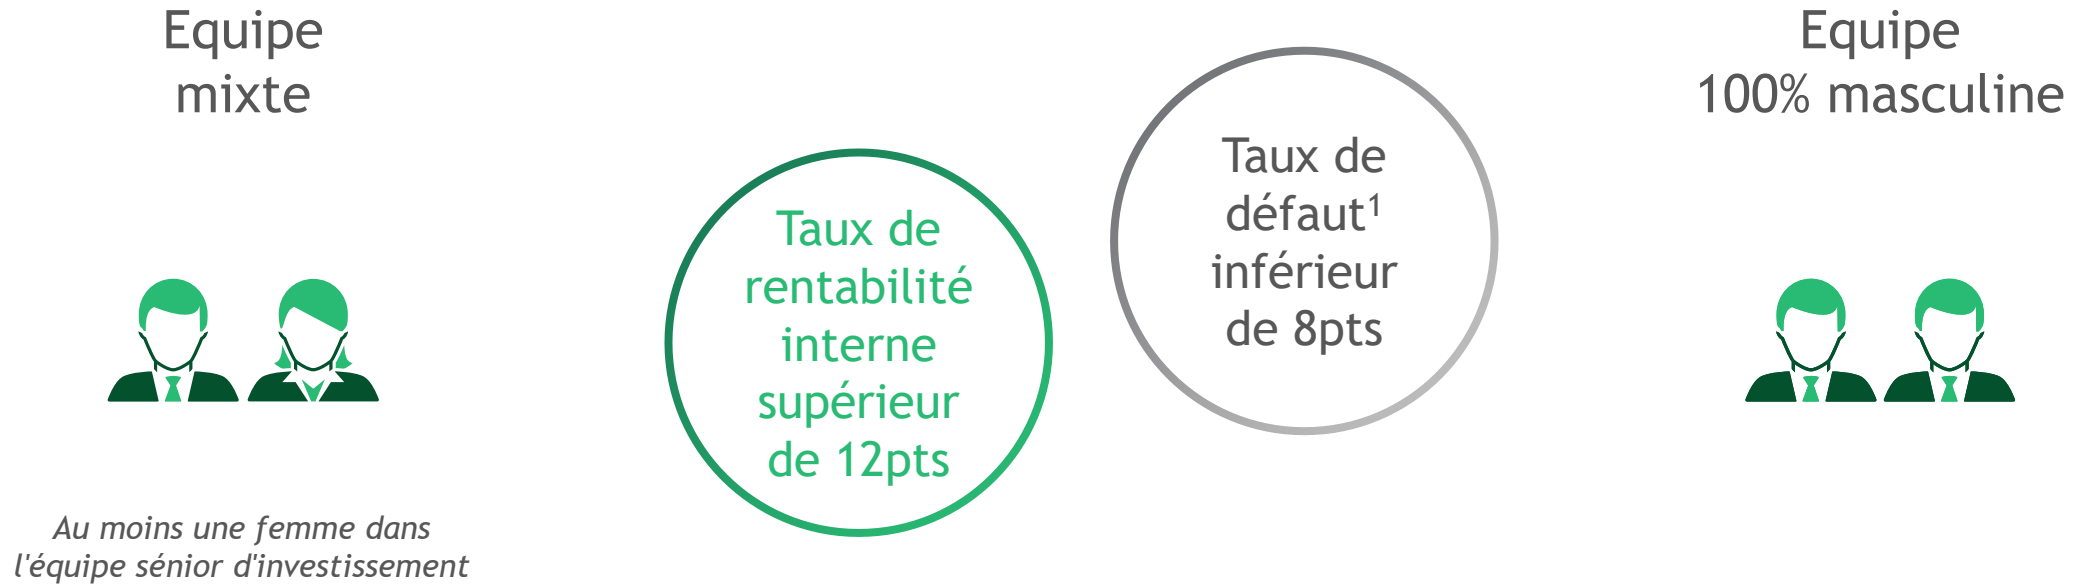 Equipe
mixte
Au moins une femme dans
l'équipe sénior d'investissement
Taux de
rentabilité
interne
supérieur
de 12pts
Taux de
défaut¹
inférieur
de 8pts
Equipe
100% masculine